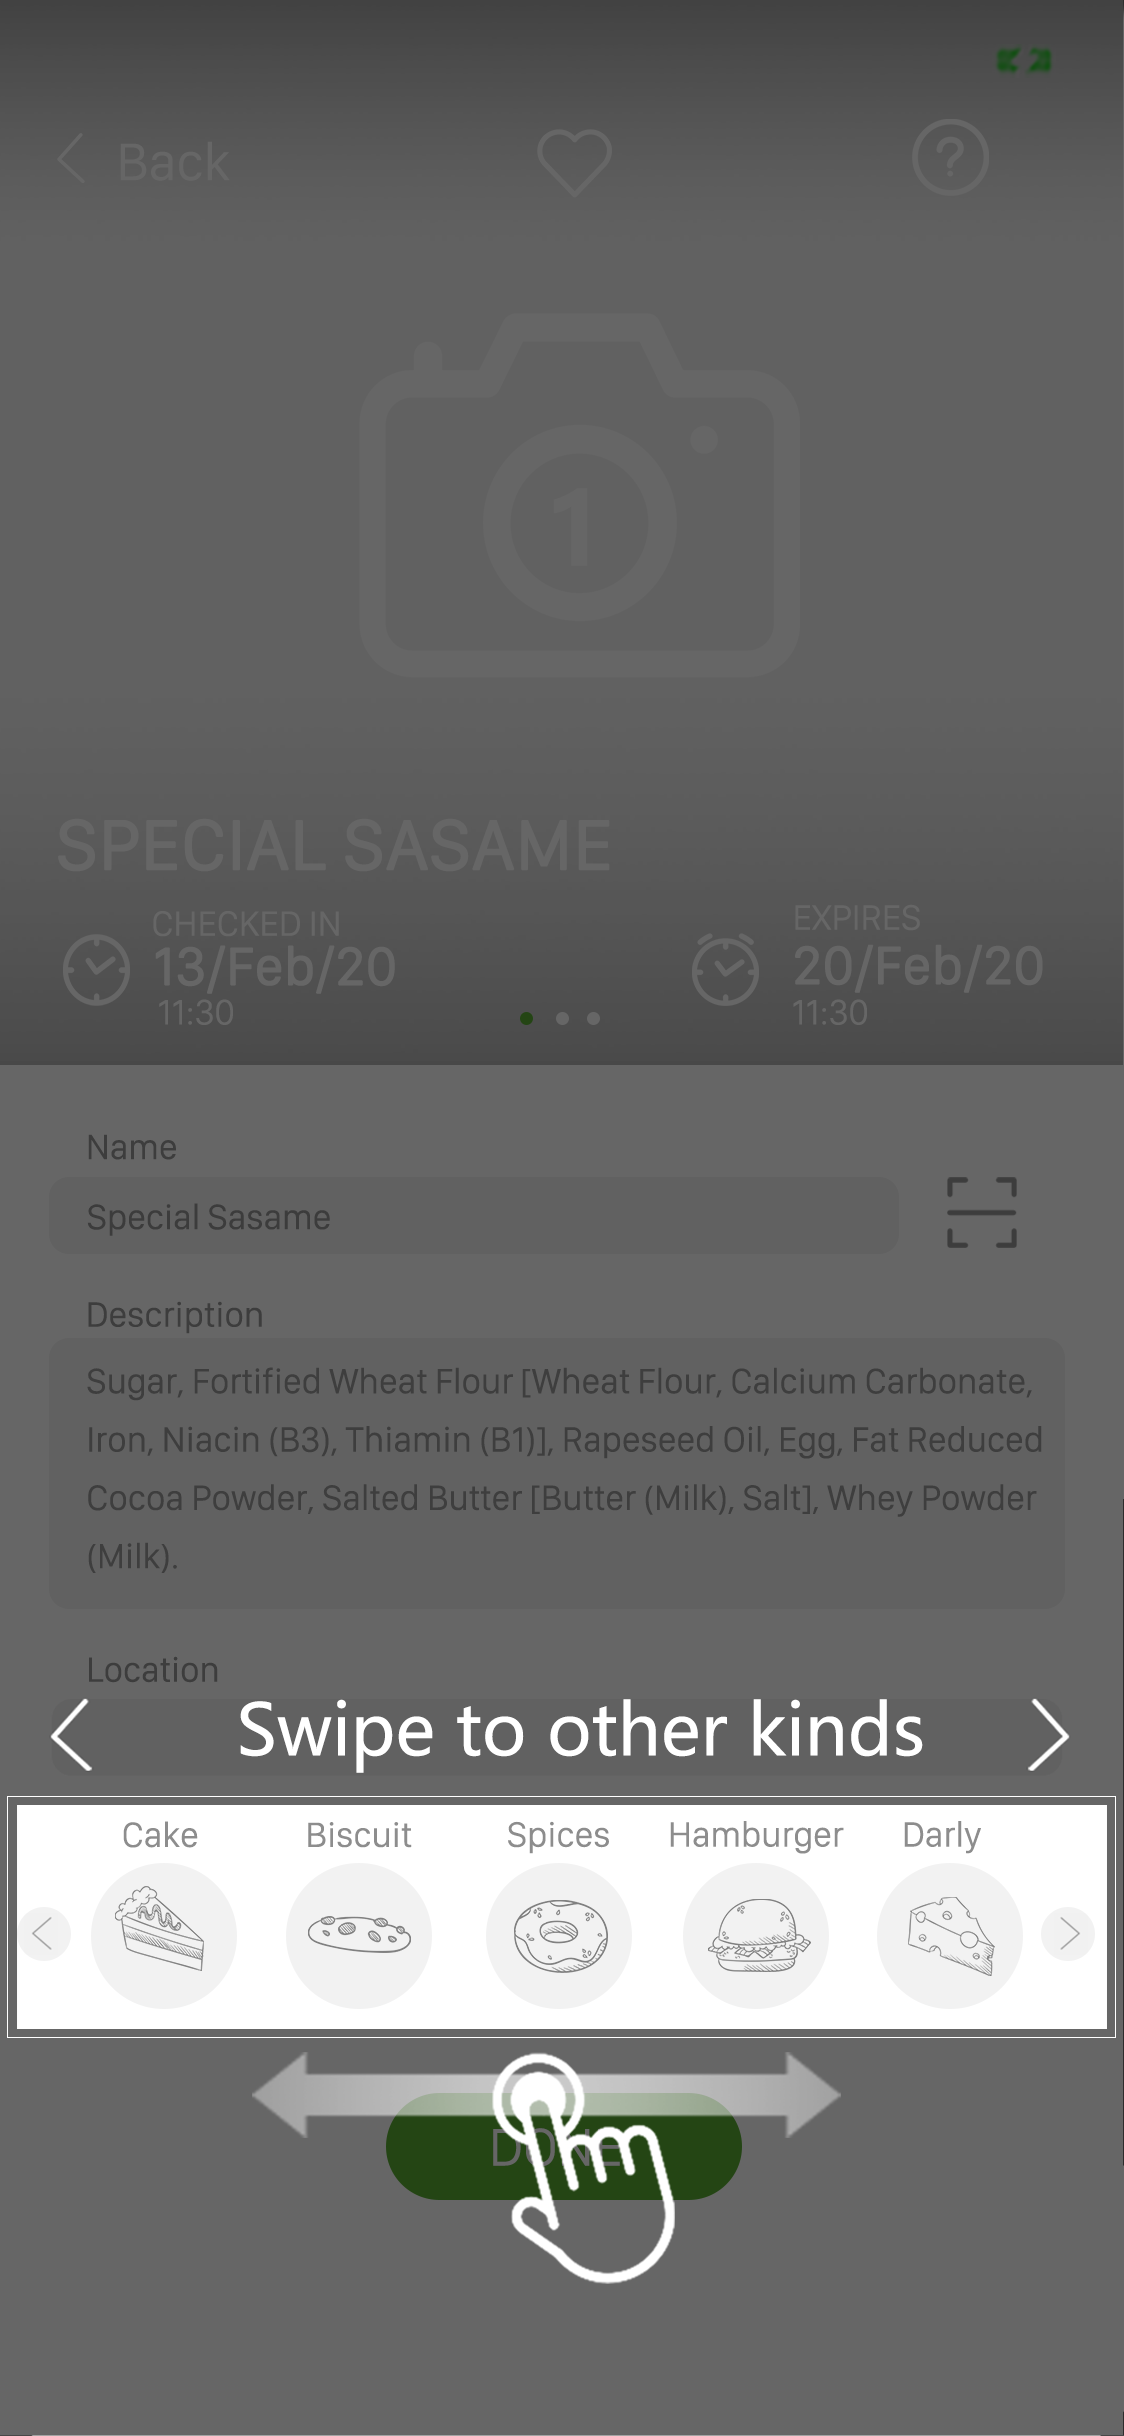 Back
?
1
SPECIAL SASAME
CHECKED IN
13/Feb/20
11:30
EXPIRES
20/Feb/20
11:30
Name
Special Sasame
Description
Sugar, Fortified Wheat Flour [Wheat Flour, Calcium Carbonate,
Iron, Niacin (B3), Thiamin (B1)], Rapeseed Oil, Egg, Fat Reduced
Cocoa Powder, Salted Butter [Butter (Milk), Salt], Whey Powder
(Milk).
Location
Swipe to other kinds
Cake
Biscuit
Spices
Hamburger
Darly
DONE